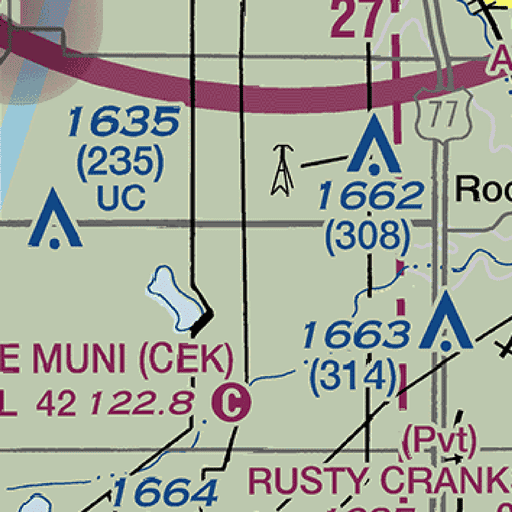 27
A
77
1635
(235)
UC
1662
(308)
Roc
1663
(314)
E MUNI (CEK)
L 42 122.8 C
(Pvt)
1664
RUSTY CRANK